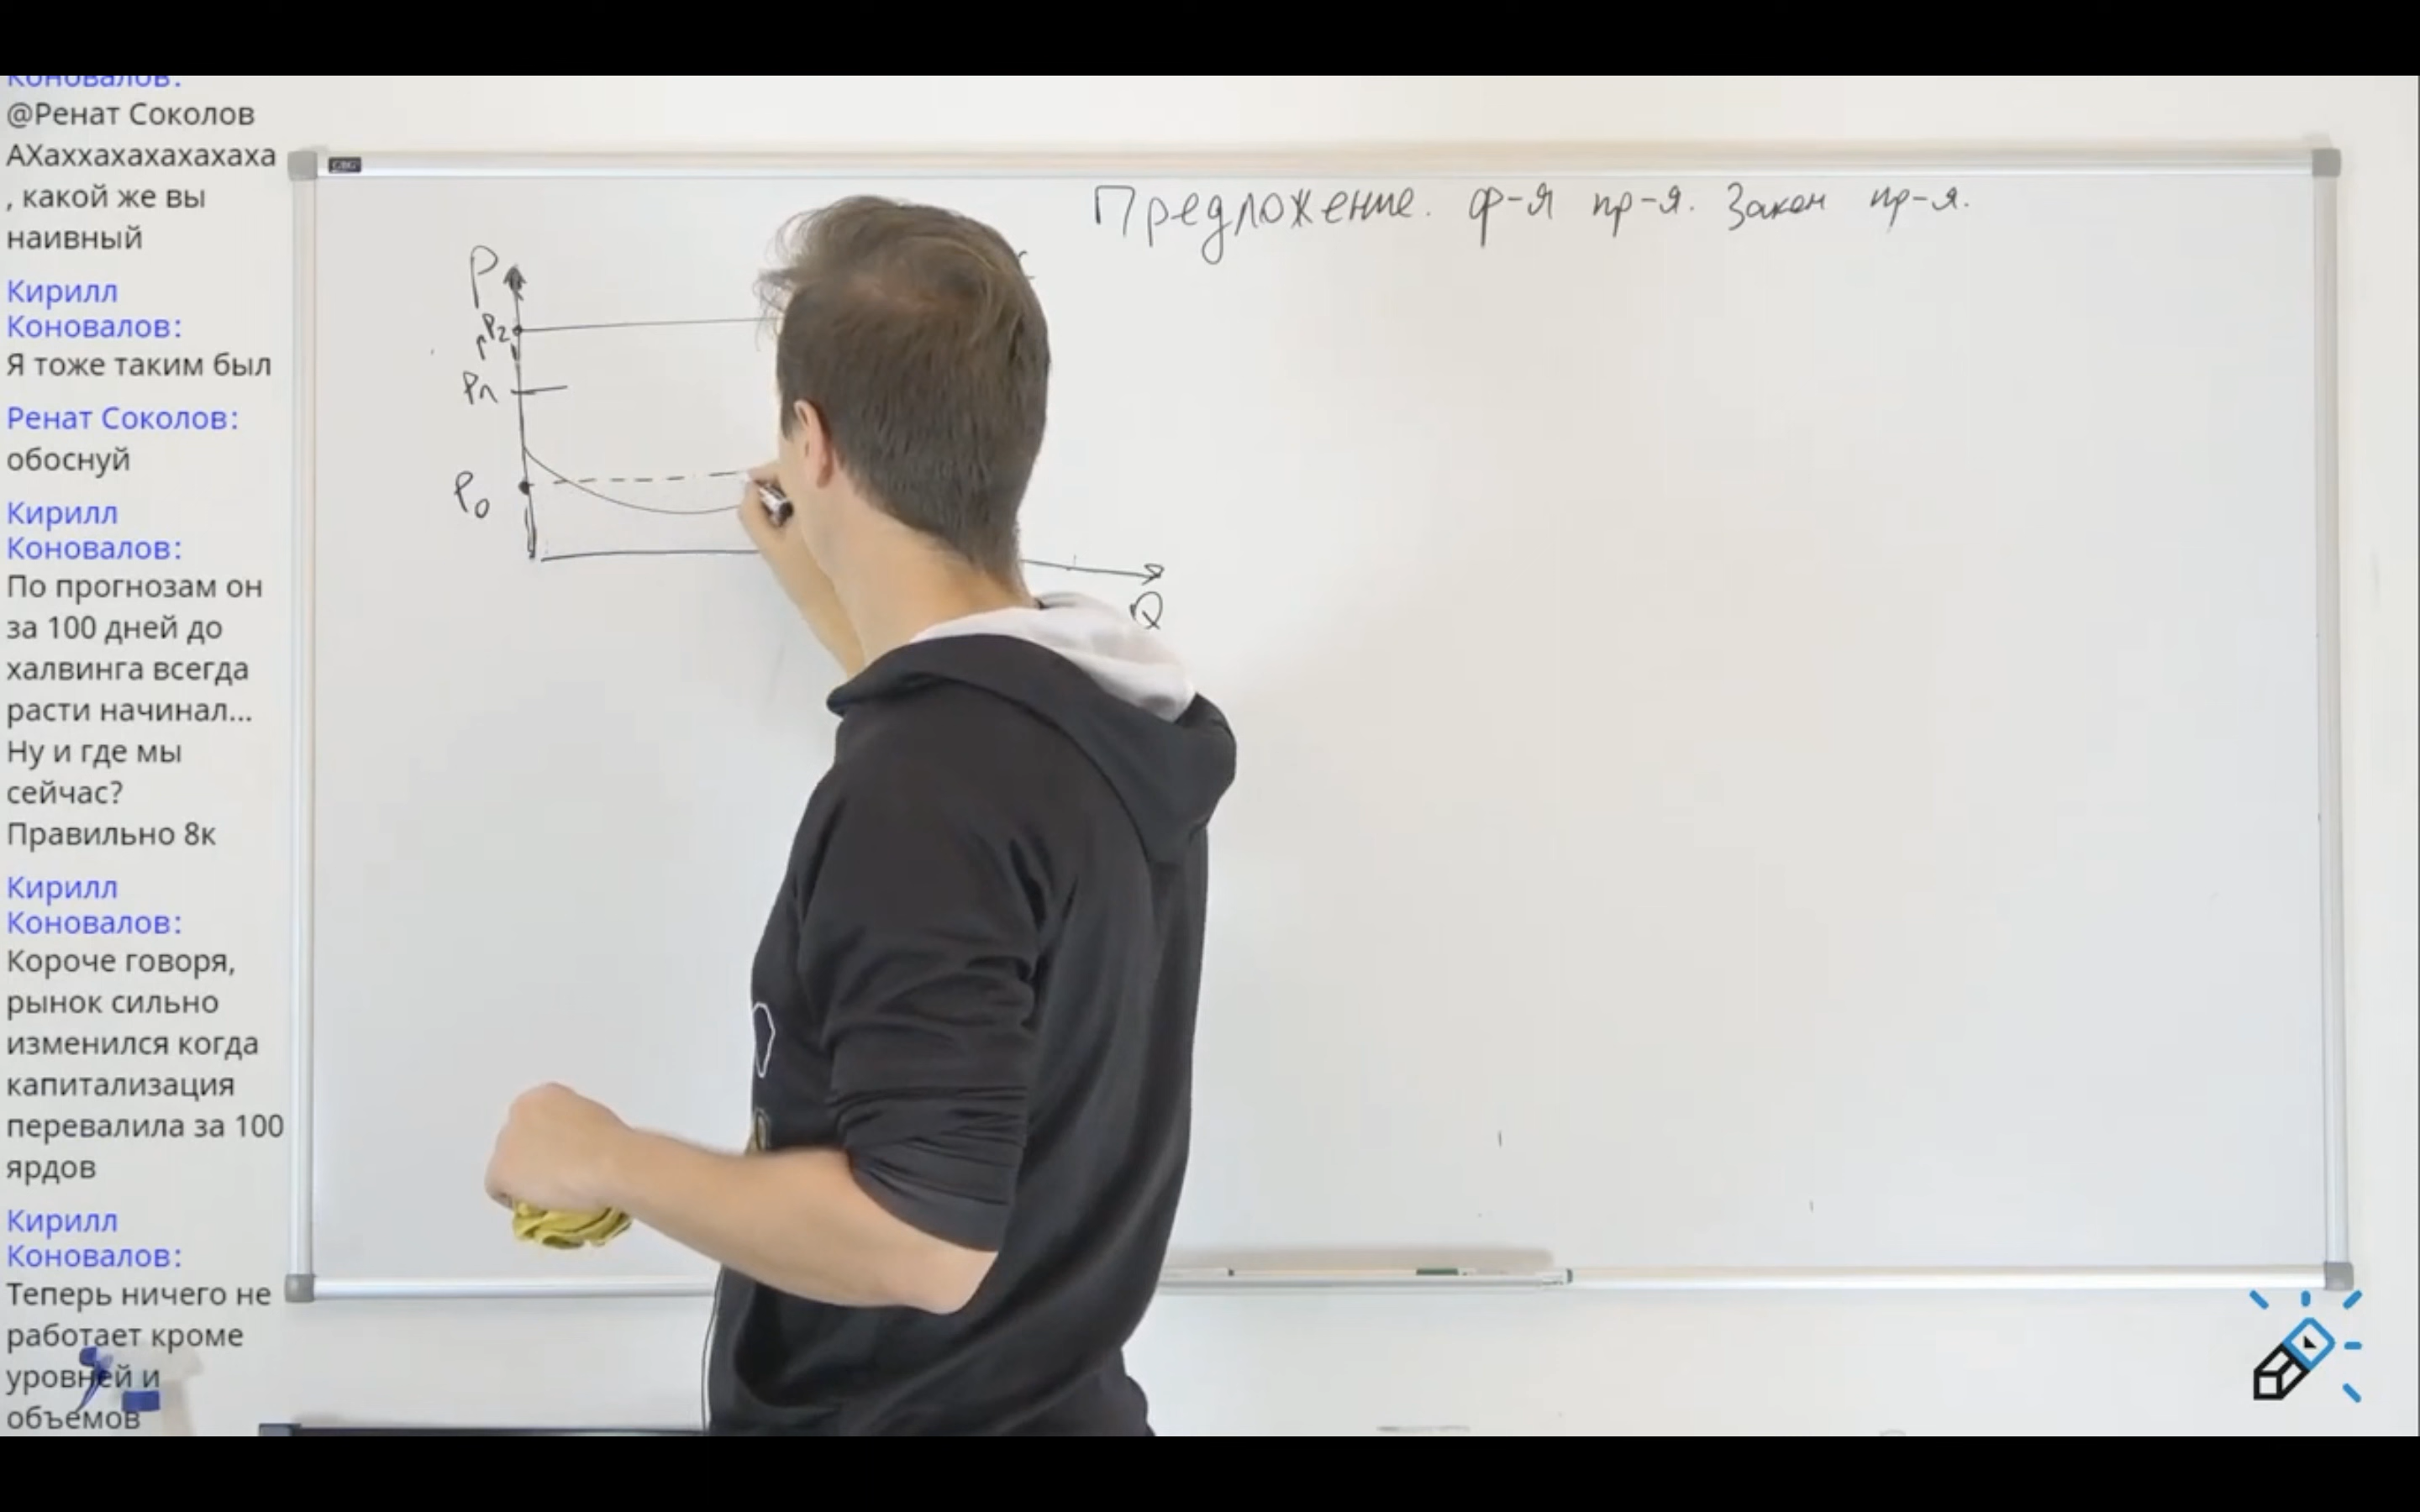 Коновалов:
@Ренат Соколов
АХаххахахахахаха
, какой же вы
наивный
Кирилл
Коновалов:
Я тоже таким был
Ренат Соколов:
обоснуй
Кирилл
Коновалов:
По прогнозам он
за 100 дней до
халвинга всегда
расти начинал...
Ну и где мы
сейчас?
Правильно 8к
Кирилл
Коновалов:
Короче говоря,
рынок сильно
изменился когда
капитализация
перевалила за 100
ярдов
Кирилл
Коновалов:
Теперь ничего не
работает кроме
уровней и
объемов
Предложение. ф-я пр-я. Закон пр-я.
P
P2
Pл
P0
Q